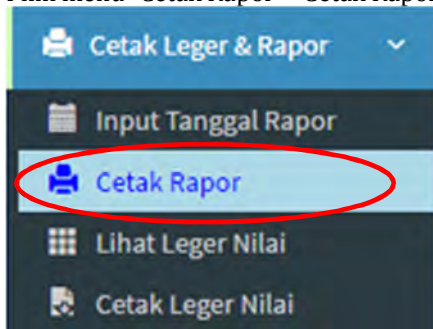 Cetak Leger & Rapor
Input Tanggal Rapor
Cetak Rapor
Lihat Leger Nilai
Cetak Leger Nilai